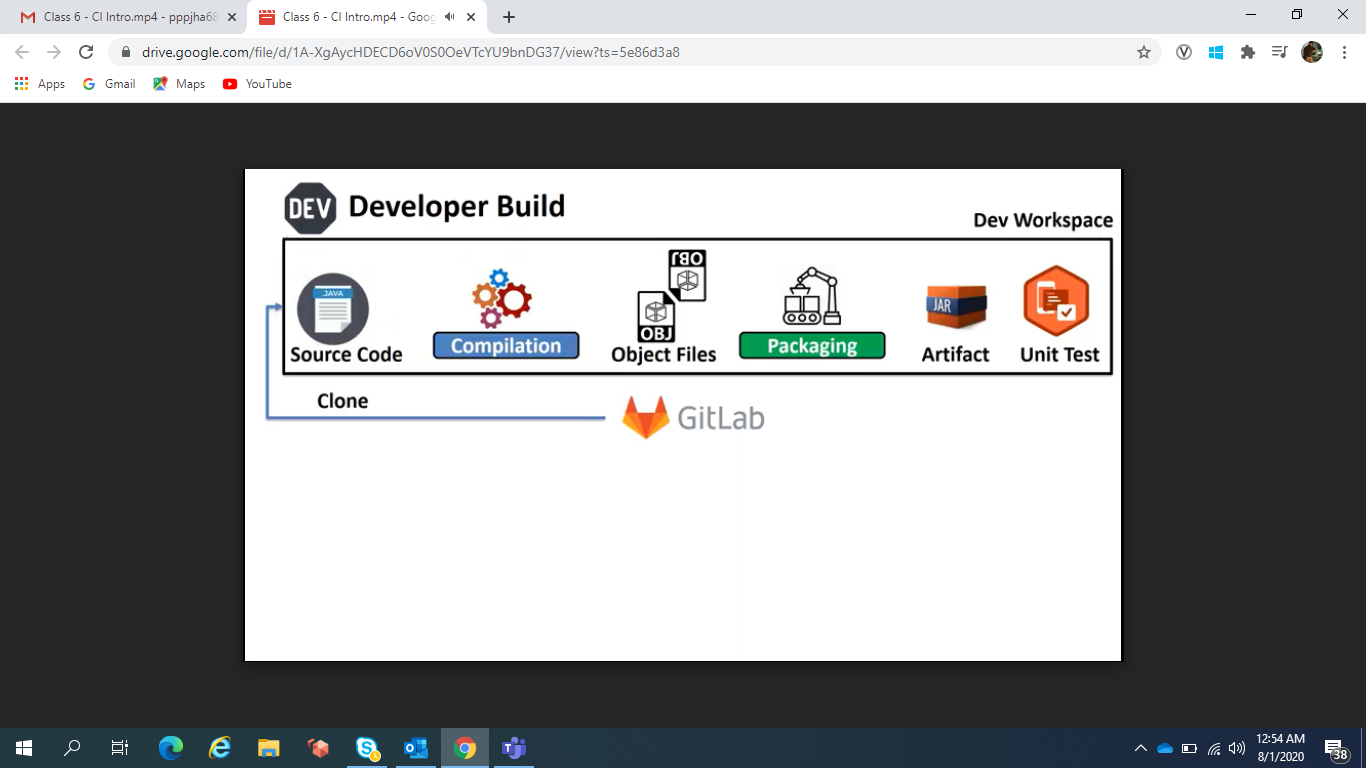 Class 6 - CI Intro.mp4 - pppjha68
Class 6 - CI Intro.mp4 - Goog
drive.google.com/file/d/1A-XgAycHDECD6oV0S0OeVTcYU9bnDG37/view?ts=5e86d3a8
Apps
Gmail
Maps
YouTube
DEV
Developer Build
Dev Workspace
JAVA
OBJ
OBJ
JAR
Source Code
Compilation
Object Files
Packaging
Artifact
Unit Test
Clone
GitLab
12:54 AM
8/1/2020
38